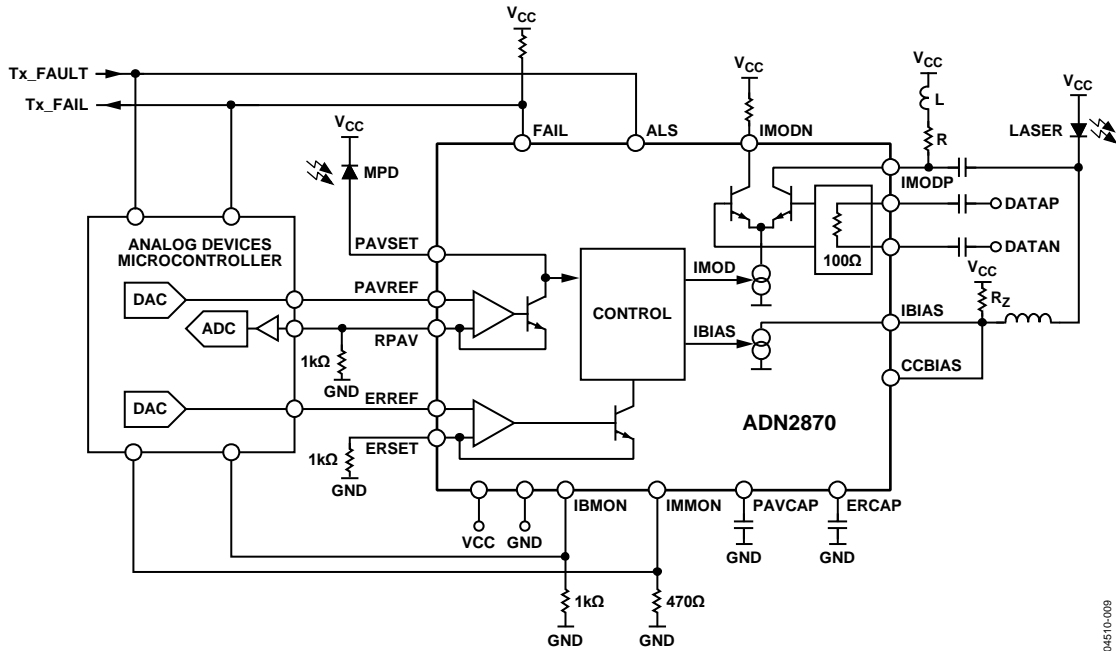 VCC
VCC
VCC
VCC
Tx_FAULT
Tx_FAIL
L
R
LASER
VCC
FAIL
ALS
IMODN
MPD
IMODP
DATAP
ANALOG DEVICES
MICROCONTROLLER
PAVSET
DATAN
100Ω
IMOD
VCC
RZ
DAC
PAVREF
CONTROL
ADC
RPAV
IBIAS
IBIAS
1kΩ
GND
CCBIAS
DAC
ERREF
ADN2870
ERSET
1kΩ
GND
IBMON
IMMON
PAVCAP
ERCAP
VCC
GND
GND
GND
1kΩ
470Ω
GND
GND
04510-009